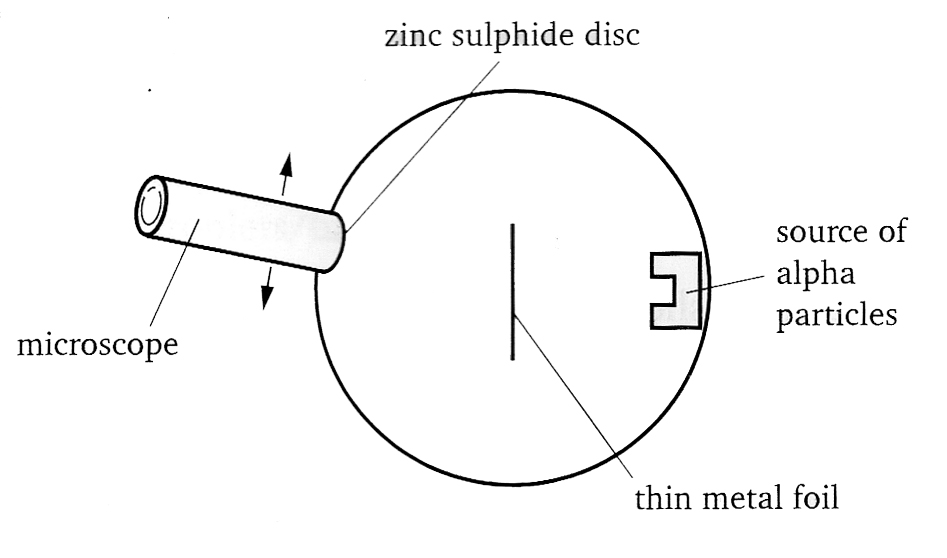 zinc sulphide disc
source of
alpha
particles
microscope
thin metal foil